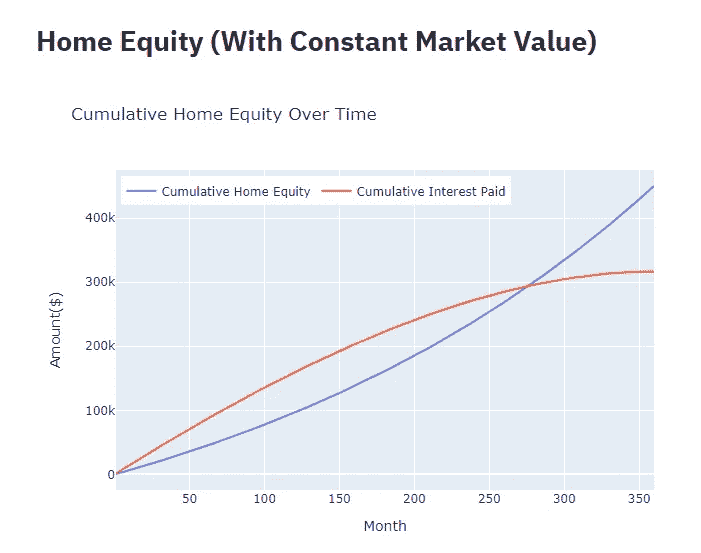 Home Equity (With Constant Market Value)
Cumulative Home Equity Over Time
Cumulative Home Equity
Cumulative Interest Paid
400k
300k
200k
100k
0
Amount($)
50
100
150
200
250
300
350
Month